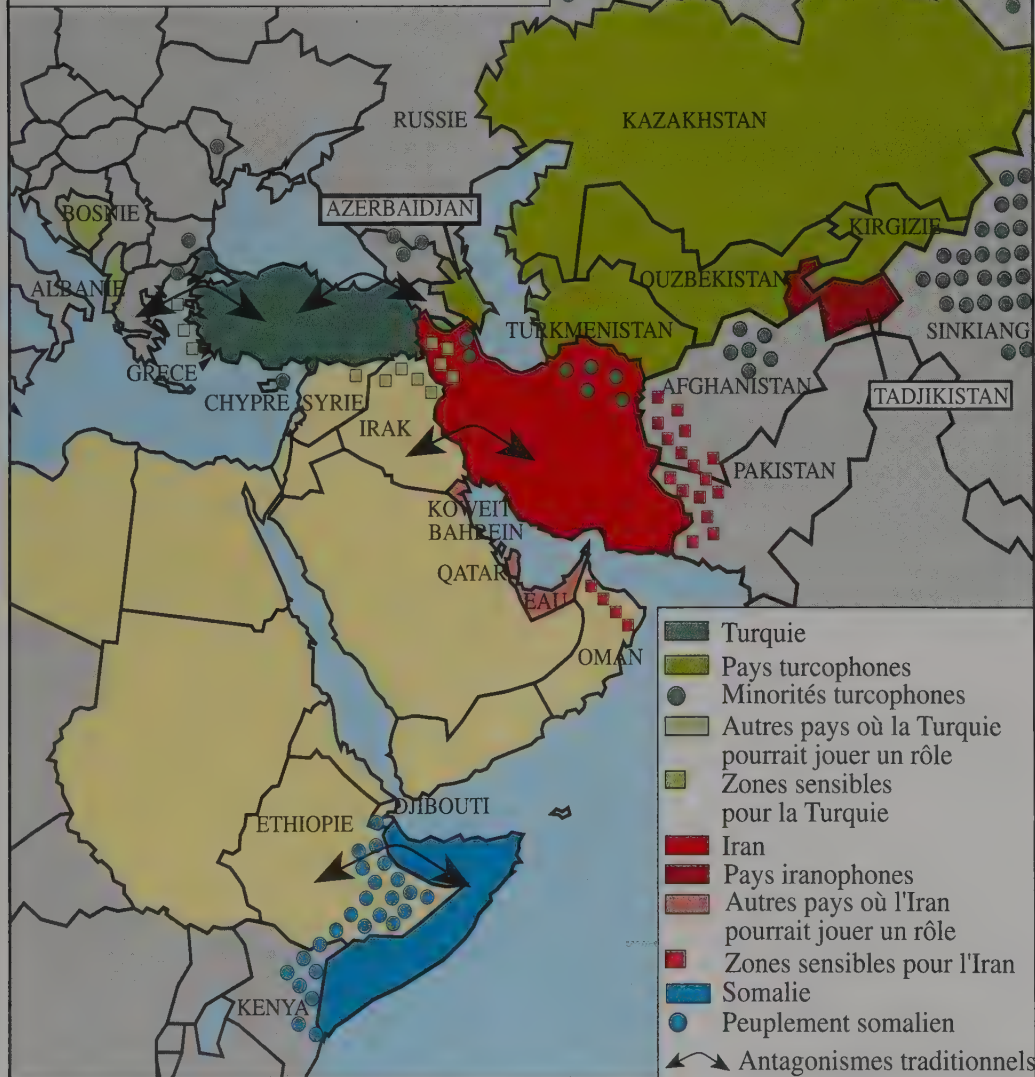 RUSSIE
KAZAKHSTAN
BOSNIE
AZERBAIDJAN
KIRGIZIE
OUZBEKISTAN
ALBANIE
TURKMENISTAN
SINKIANG
GRECE
AFGHANISTAN
CHYPRE
SYRIE
TADJIKISTAN
IRAK
PAKISTAN
KOWEIT
BAHREIN
QATAR
EAU
OMAN
DJIBOUTI
ETHIOPIE
KENYA
Turquie
Pays turcophones
Minorités turcophones
Autres pays où la Turquie
pourrait jouer un rôle
Zones sensibles
pour la Turquie
Iran
Pays iranophones
Autres pays où l'Iran
pourrait jouer un rôle
Zones sensibles pour l'Iran
Somalie
Peuplement somalien
Antagonismes traditionnels